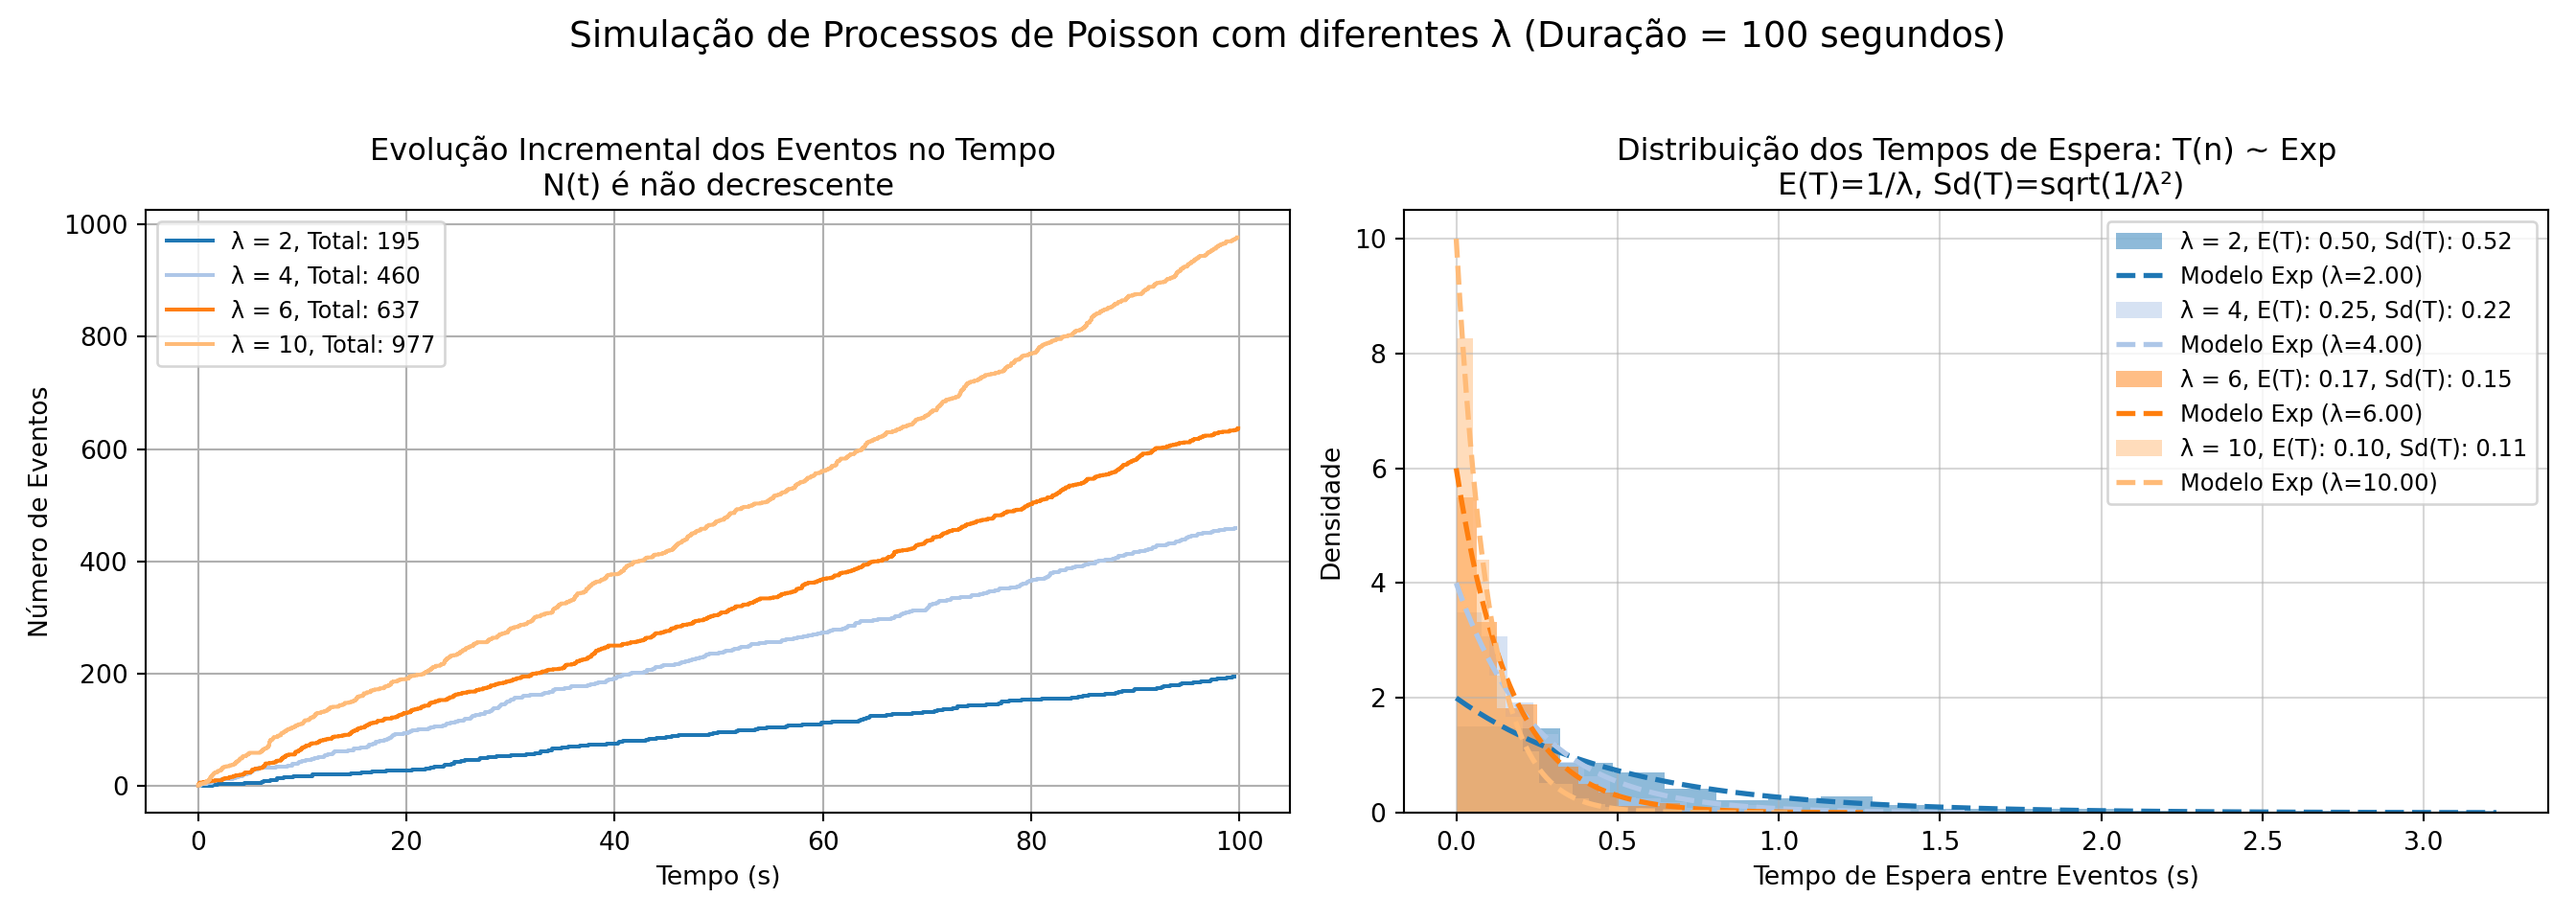 Simulação de Processos de Poisson com diferentes λ (Duração = 100 segundos)
Evolução Incremental dos Eventos no Tempo
N(t) é não decrescente
1000
800
600
400
200
0
Número de Eventos
λ = 2, Total: 195
λ = 4, Total: 460
λ = 6, Total: 637
λ = 10, Total: 977
0 20 40 60 80 100
Tempo (s)
Distribuição dos Tempos de Espera: T(n) ~ Exp
E(T)=1/λ, Sd(T)=sqrt(1/λ²)
10
8
6
4
2
0
Densidade
λ = 2, E(T): 0.50, Sd(T): 0.52
Modelo Exp (λ=2.00)
λ = 4, E(T): 0.25, Sd(T): 0.22
Modelo Exp (λ=4.00)
λ = 6, E(T): 0.17, Sd(T): 0.15
Modelo Exp (λ=6.00)
λ = 10, E(T): 0.10, Sd(T): 0.11
Modelo Exp (λ=10.00)
0.0 0.5 1.0 1.5 2.0 2.5 3.0
Tempo de Espera entre Eventos (s)